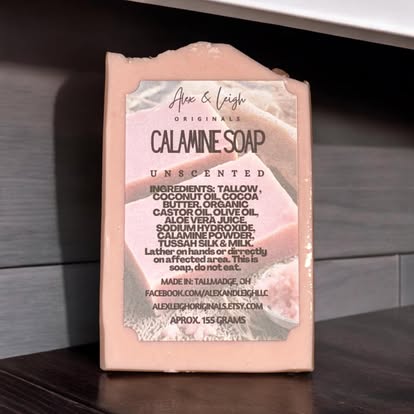 Alex & Leigh
ORIGINALS
CALAMINE SOAP
UNSCENTED
INGREDIENTS: TALLOW,
COCONUT OIL, COCOA
BUTTER, ORGANIC
CASTOR OIL, OLIVE OIL,
ALOE VERA JUICE,
SODIUM HYDROXIDE,
CALAMINE POWDER,
TUSSAH SILK & MILK.
Lather on hands or dirrectly
on affected area. This is
soap, do not eat.
MADE IN: TALLMADGE, OH
FACEBOOK.COM/ALEXANDLEIGHLLC
ALEXLEIGHORIGINALS.ETSY.COM
APROX. 155 GRAMS